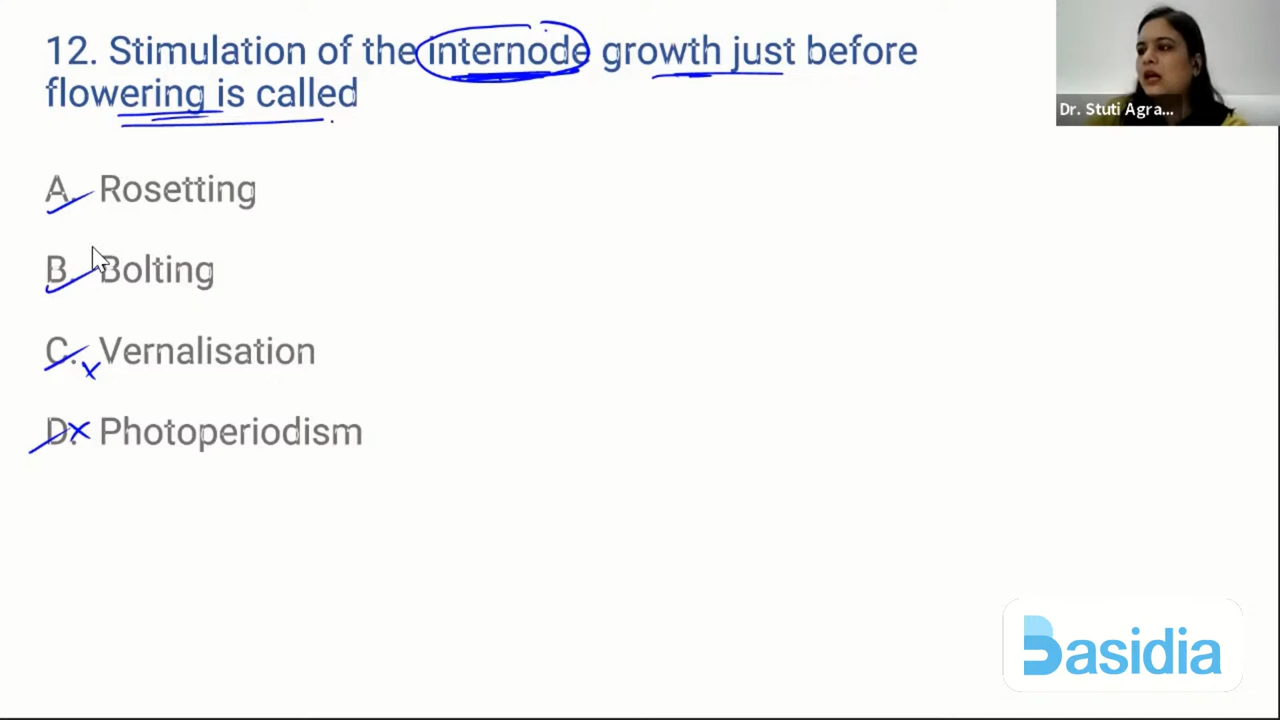 12. Stimulation of the internode growth just before
flowering is called
Dr. Stuti Agra...
A. Rosetting
B. Bolting
C. Vernalisation
D. Photoperiodism
Basidia